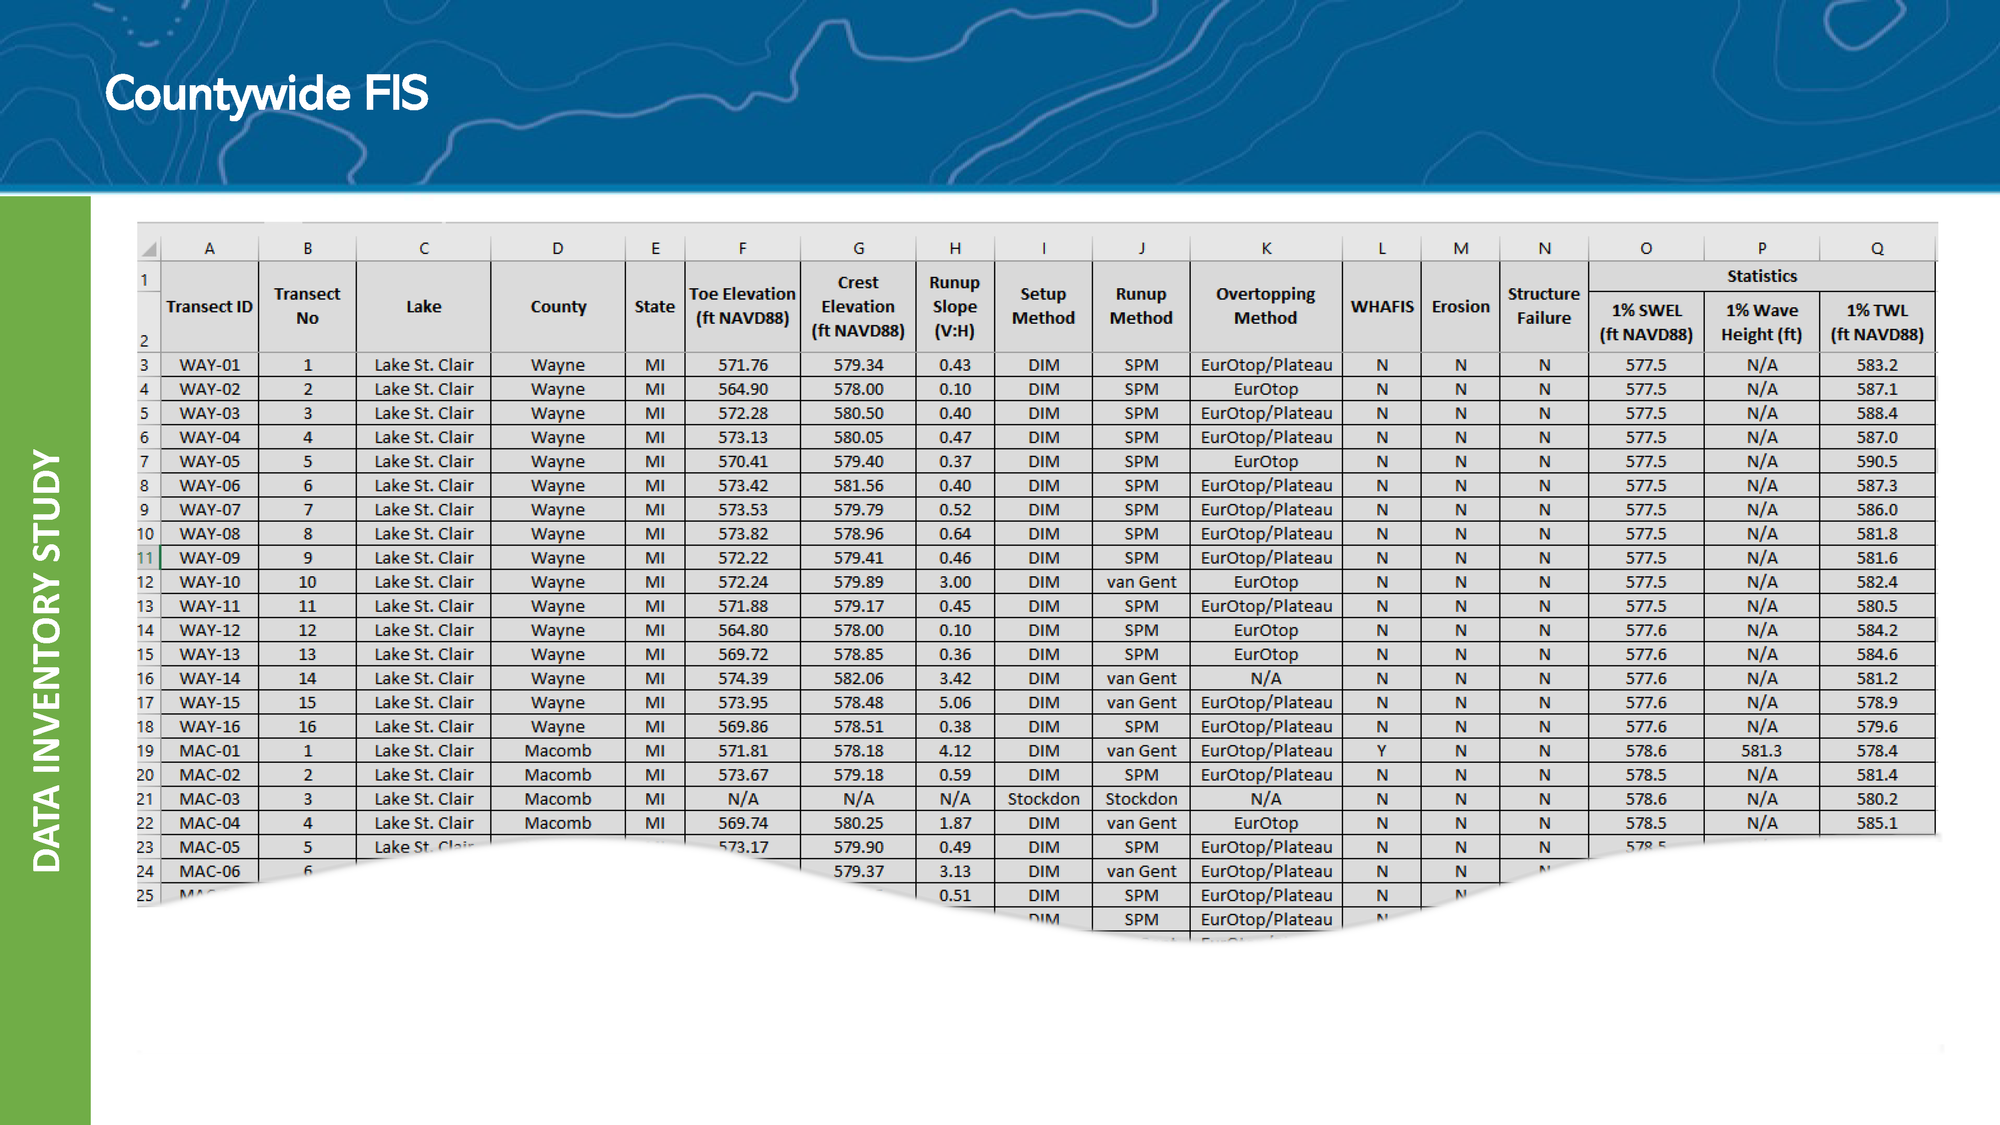 Countywide FIS
DATA INVENTORY STUDY
A B C D E F G H I J K L M N O P Q
1 Transect ID Transect No Lake County State Toe Elevation (ft NAVD88) Crest Elevation (ft NAVD88) Runup Slope (V:H) Setup Method Runup Method Overtopping Method WHAFIS Erosion Structure Failure Statistics
2 1% SWEL (ft NAVD88) 1% Wave Height (ft) 1% TWL (ft NAVD88)
3 WAY-01 1 Lake St. Clair Wayne MI 571.76 579.34 0.43 DIM SPM EurOtop/Plateau N N N 577.5 N/A 583.2
4 WAY-02 2 Lake St. Clair Wayne MI 564.90 578.00 0.10 DIM SPM EurOtop N N N 577.5 N/A 587.1
5 WAY-03 3 Lake St. Clair Wayne MI 572.28 580.50 0.40 DIM SPM EurOtop/Plateau N N N 577.5 N/A 588.4
6 WAY-04 4 Lake St. Clair Wayne MI 573.13 580.05 0.47 DIM SPM EurOtop/Plateau N N N 577.5 N/A 587.0
7 WAY-05 5 Lake St. Clair Wayne MI 570.41 579.40 0.37 DIM SPM EurOtop N N N 577.5 N/A 590.5
8 WAY-06 6 Lake St. Clair Wayne MI 573.42 581.56 0.40 DIM SPM EurOtop/Plateau N N N 577.5 N/A 587.3
9 WAY-07 7 Lake St. Clair Wayne MI 573.53 579.79 0.52 DIM SPM EurOtop/Plateau N N N 577.5 N/A 586.0
10 WAY-08 8 Lake St. Clair Wayne MI 573.82 578.96 0.64 DIM SPM EurOtop/Plateau N N N 577.5 N/A 581.8
11 WAY-09 9 Lake St. Clair Wayne MI 572.22 579.41 0.46 DIM SPM EurOtop/Plateau N N N 577.5 N/A 581.6
12 WAY-10 10 Lake St. Clair Wayne MI 572.24 579.89 3.00 DIM van Gent EurOtop N N N 577.5 N/A 582.4
13 WAY-11 11 Lake St. Clair Wayne MI 571.88 579.17 0.45 DIM SPM EurOtop/Plateau N N N 577.5 N/A 580.5
14 WAY-12 12 Lake St. Clair Wayne MI 564.80 578.00 0.10 DIM SPM EurOtop N N N 577.6 N/A 584.2
15 WAY-13 13 Lake St. Clair Wayne MI 569.72 578.85 0.36 DIM SPM EurOtop N N N 577.6 N/A 584.6
16 WAY-14 14 Lake St. Clair Wayne MI 574.39 582.06 3.42 DIM van Gent N/A N N N 577.6 N/A 581.2
17 WAY-15 15 Lake St. Clair Wayne MI 573.95 578.48 5.06 DIM van Gent EurOtop/Plateau N N N 577.6 N/A 578.9
18 WAY-16 16 Lake St. Clair Wayne MI 569.86 578.51 0.38 DIM SPM EurOtop/Plateau N N N 577.6 N/A 579.6
19 MAC-01 1 Lake St. Clair Macomb MI 571.81 578.18 4.12 DIM van Gent EurOtop/Plateau Y N N 578.6 581.3 578.4
20 MAC-02 2 Lake St. Clair Macomb MI 573.67 579.18 0.59 DIM SPM EurOtop/Plateau N N N 578.5 N/A 581.4
21 MAC-03 3 Lake St. Clair Macomb MI N/A N/A N/A Stockdon Stockdon N/A N N N 578.6 N/A 580.2
22 MAC-04 4 Lake St. Clair Macomb MI 569.74 580.25 1.87 DIM van Gent EurOtop N N N 578.5 N/A 585.1
23 MAC-05 5 Lake St. Clair 573.17 579.90 0.49 DIM SPM EurOtop/Plateau N N N 578.5
24 MAC-06 6 579.37 3.13 DIM van Gent EurOtop/Plateau N N N
25 0.51 DIM SPM EurOtop/Plateau N N
DIM SPM EurOtop/Plateau N